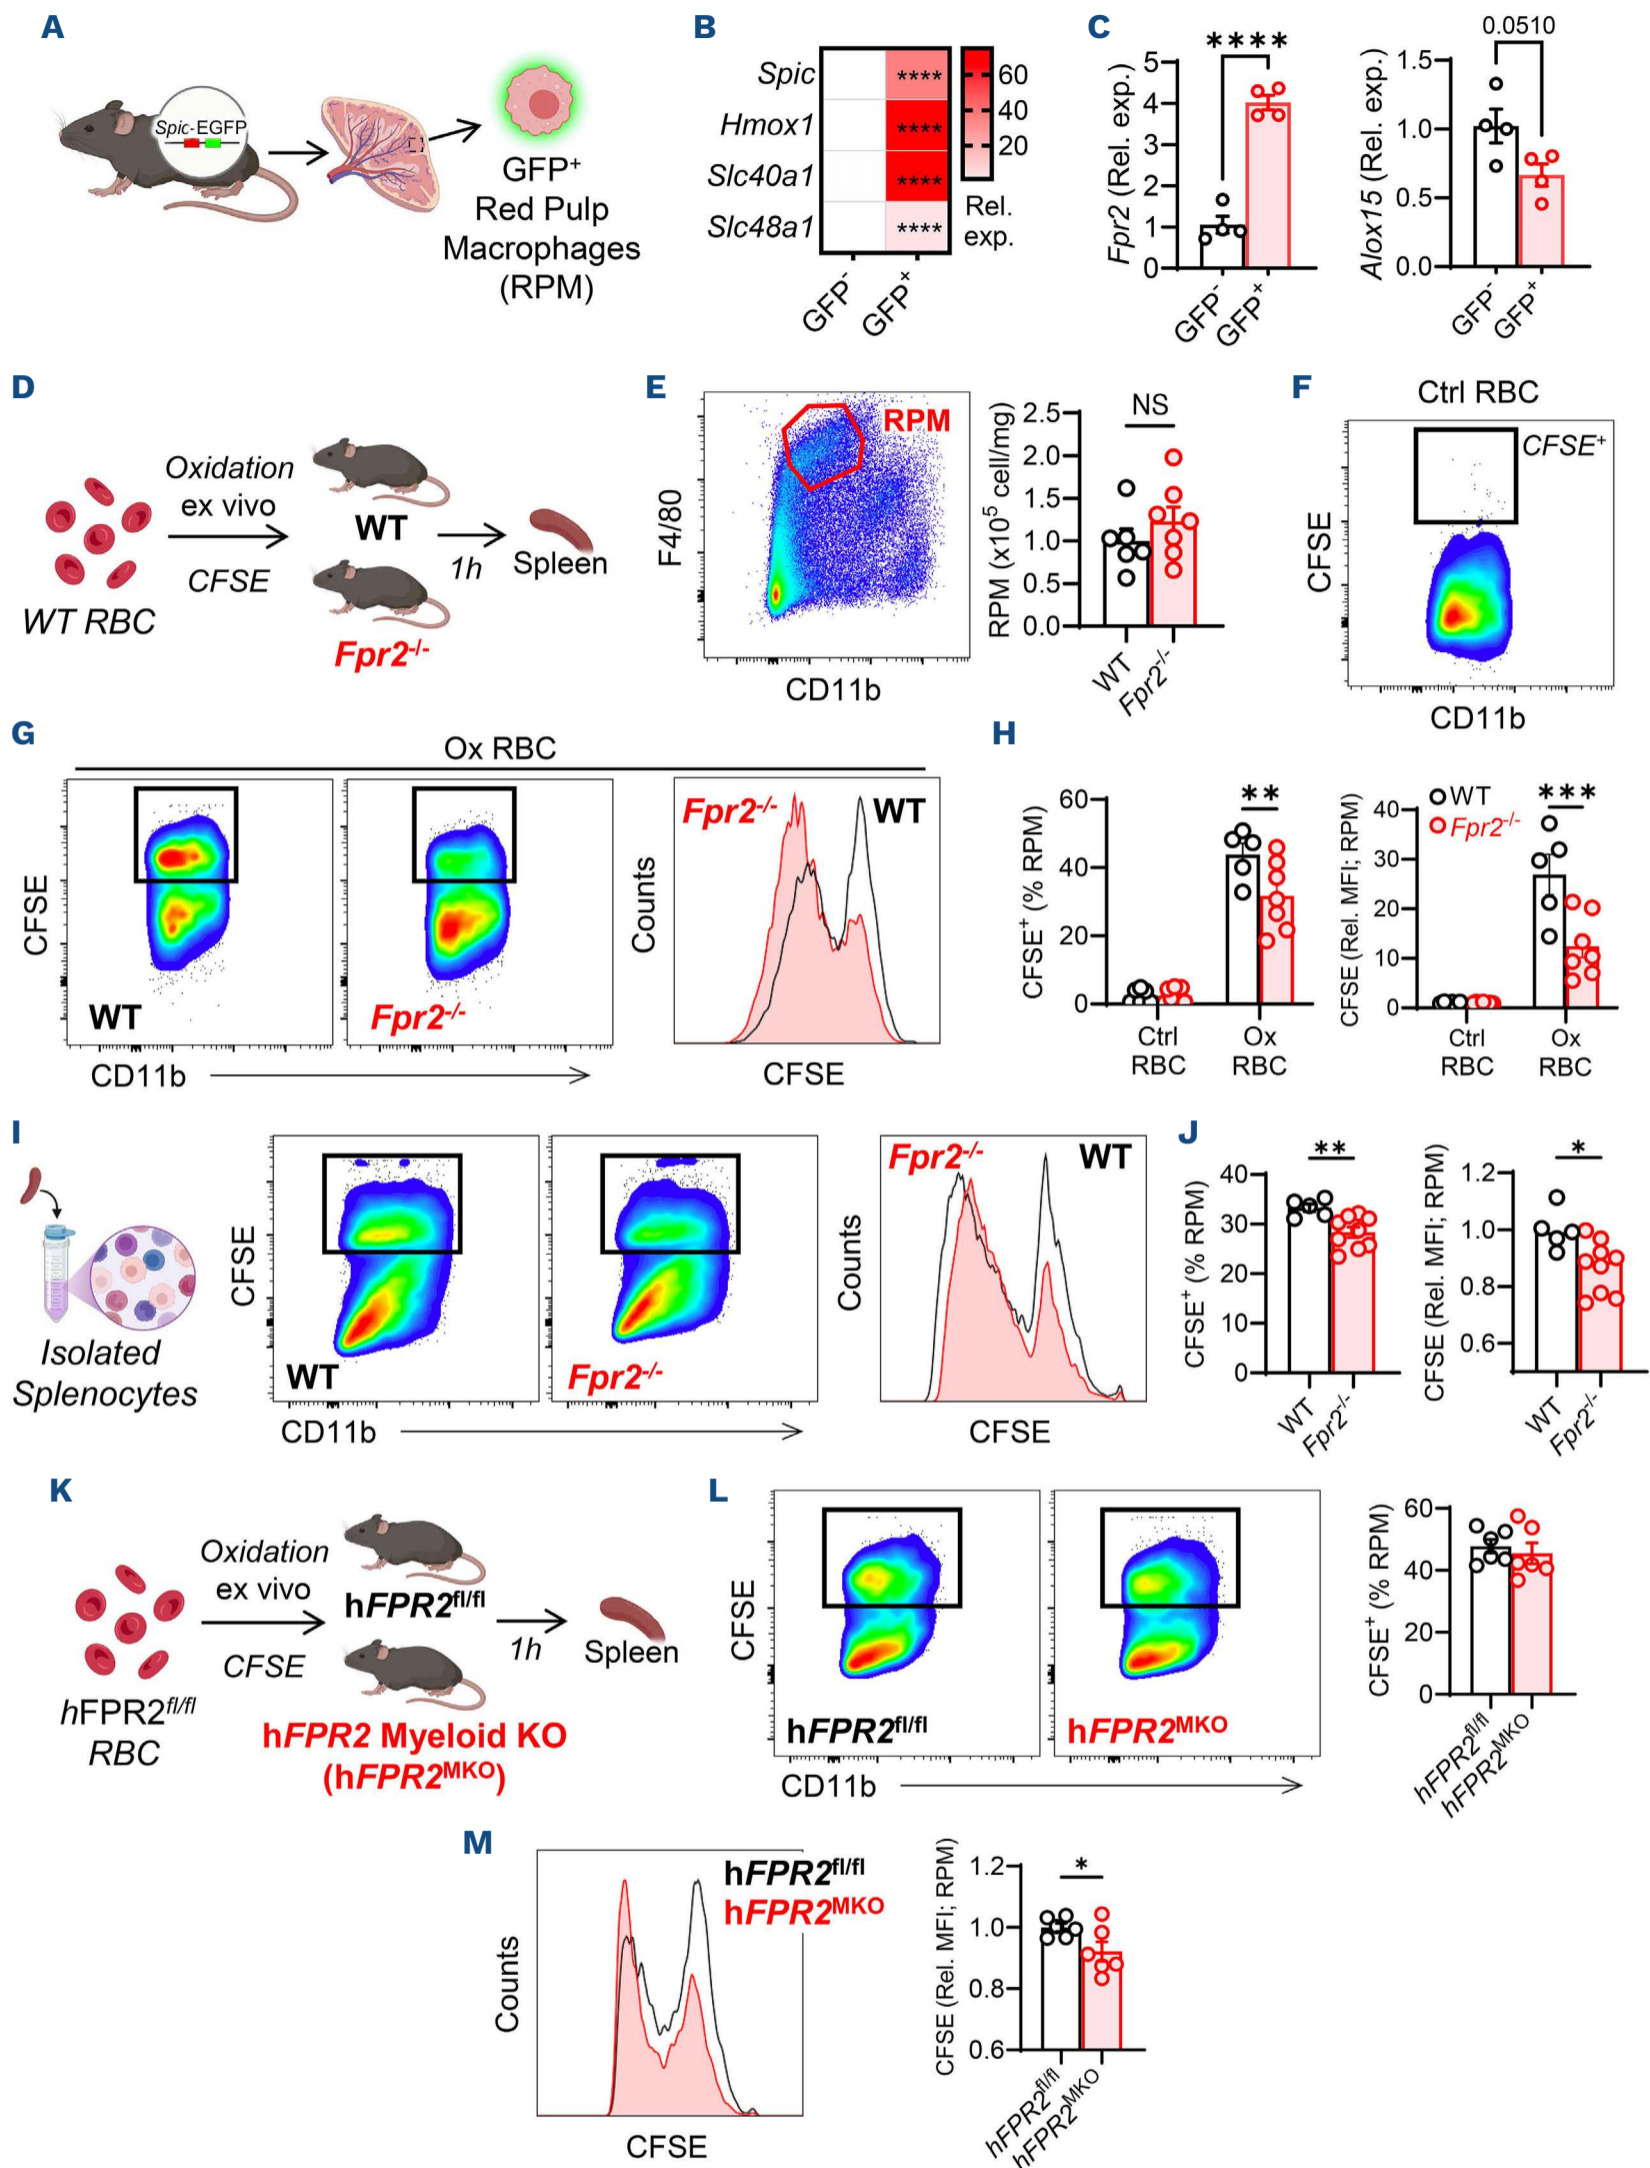 A
Spic-EGFP
GFP⁺
Red Pulp
Macrophages
(RPM)
B
Spic
Hmox1
Slc40a1
Slc48a1
****
****
****
****
60
40
20
Rel.
exp.
GFP⁻
GFP⁺
C
****
Fpr2 (Rel. exp.)
5
4
3
2
1
0
GFP⁻
GFP⁺
0.0510
Alox15 (Rel. exp.)
1.5
1.0
0.5
0.0
GFP⁻
GFP⁺
D
WT RBC
Oxidation
ex vivo
CFSE
WT
Fpr2⁻/⁻
1h
Spleen
E
RPM
F4/80
CD11b
NS
RPM (x10⁵ cell/mg)
2.5
2.0
1.5
1.0
0.5
0.0
WT
Fpr2⁻/⁻
F
Ctrl RBC
CFSE⁺
CFSE
CD11b
G
Ox RBC
CFSE
WT
Fpr2⁻/⁻
CD11b
Fpr2⁻/⁻
WT
Counts
CFSE
H
CFSE⁺ (% RPM)
60
40
20
0
**
Ctrl
RBC
Ox
RBC
CFSE (Rel. MFI; RPM)
40
30
20
10
0
WT
Fpr2⁻/⁻
***
Ctrl
RBC
Ox
RBC
I
Isolated
Splenocytes
CFSE
WT
Fpr2⁻/⁻
CD11b
Fpr2⁻/⁻
WT
Counts
CFSE
J
**
CFSE⁺ (% RPM)
40
30
20
10
0
WT
Fpr2⁻/⁻
*
CFSE (Rel. MFI; RPM)
1.2
1.0
0.8
0.6
WT
Fpr2⁻/⁻
K
hFPR2fl/fl
RBC
Oxidation
ex vivo
CFSE
hFPR2fl/fl
hFPR2 Myeloid KO
(hFPR2MKO)
1h
Spleen
L
CFSE
hFPR2fl/fl
hFPR2MKO
CD11b
CFSE⁺ (% RPM)
60
40
20
0
hFPR2fl/fl
hFPR2MKO
M
hFPR2fl/fl
hFPR2MKO
Counts
CFSE
*
CFSE (Rel. MFI; RPM)
1.2
1.0
0.8
0.6
hFPR2fl/fl
hFPR2MKO